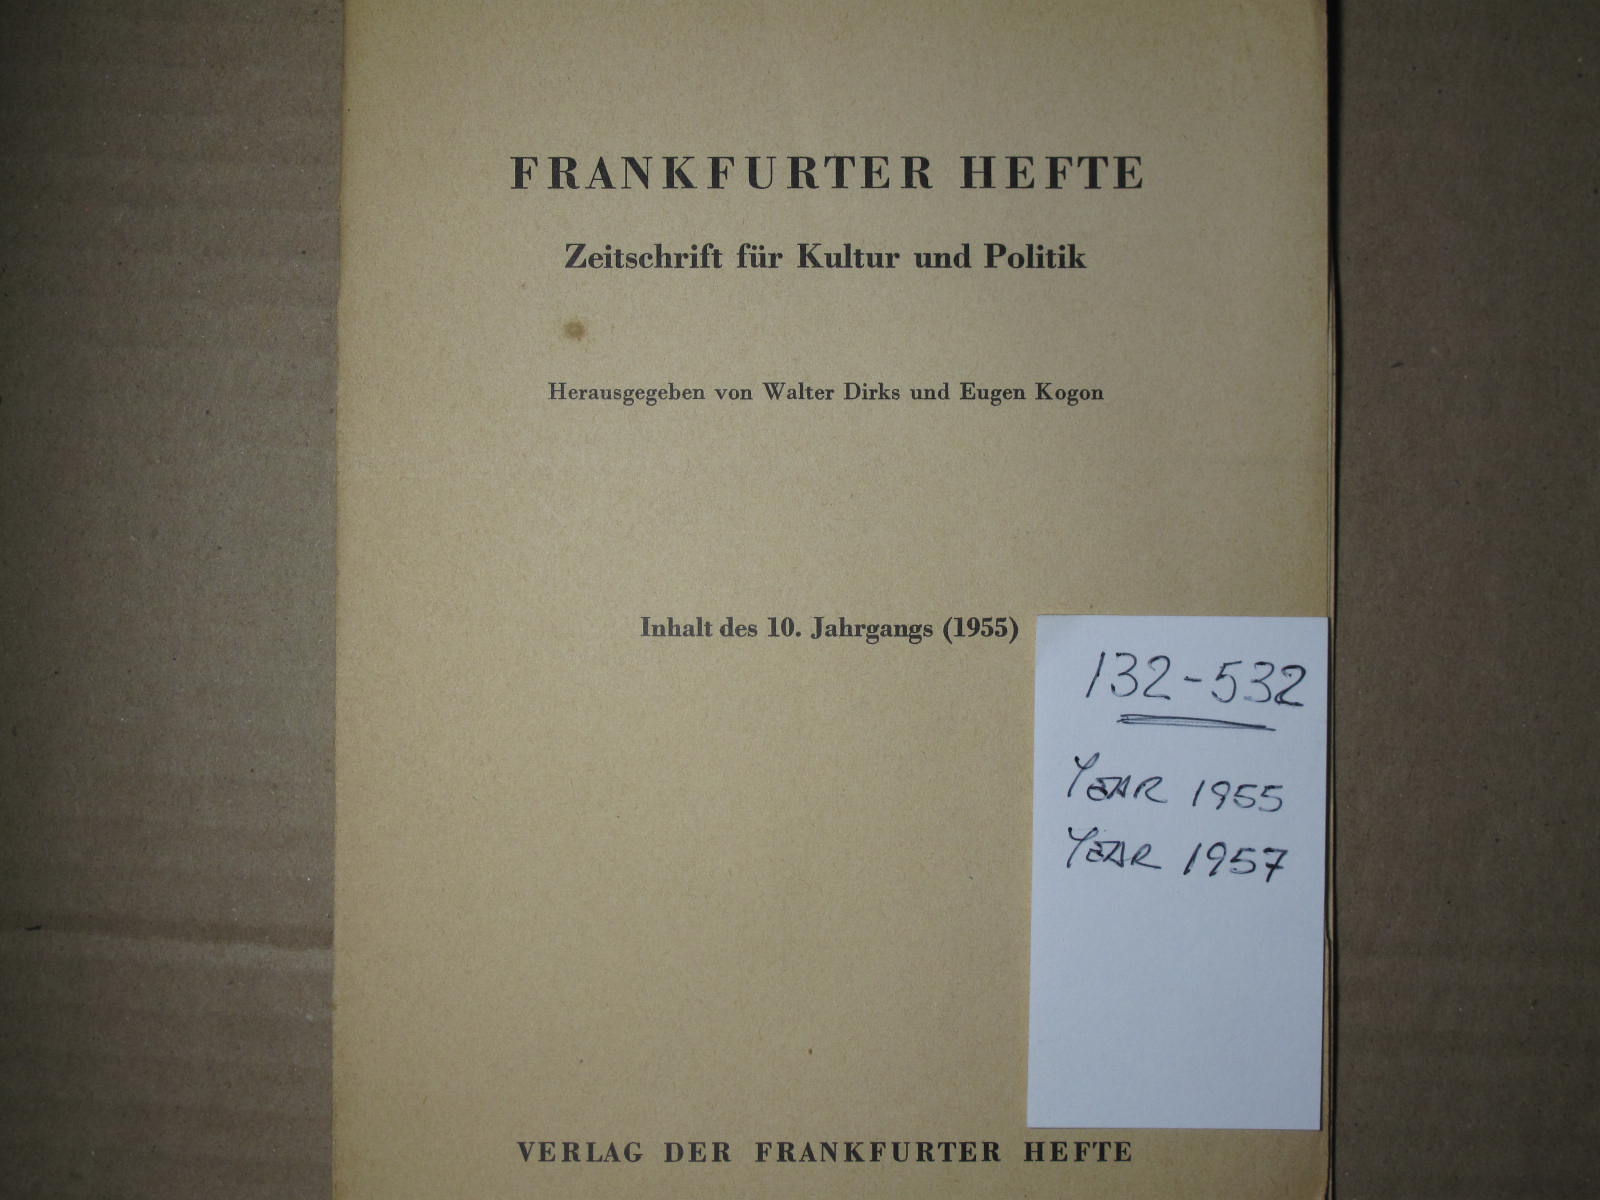 FRANKFURTER HEFTE
Zeitschrift für Kultur und Politik
Herausgegeben von Walter Dirks und Eugen Kogon
Inhalt des 10. Jahrgangs (1955)
132-532
YEAR 1955
YEAR 1957
VERLAG DER FRANKFURTER HEFTE